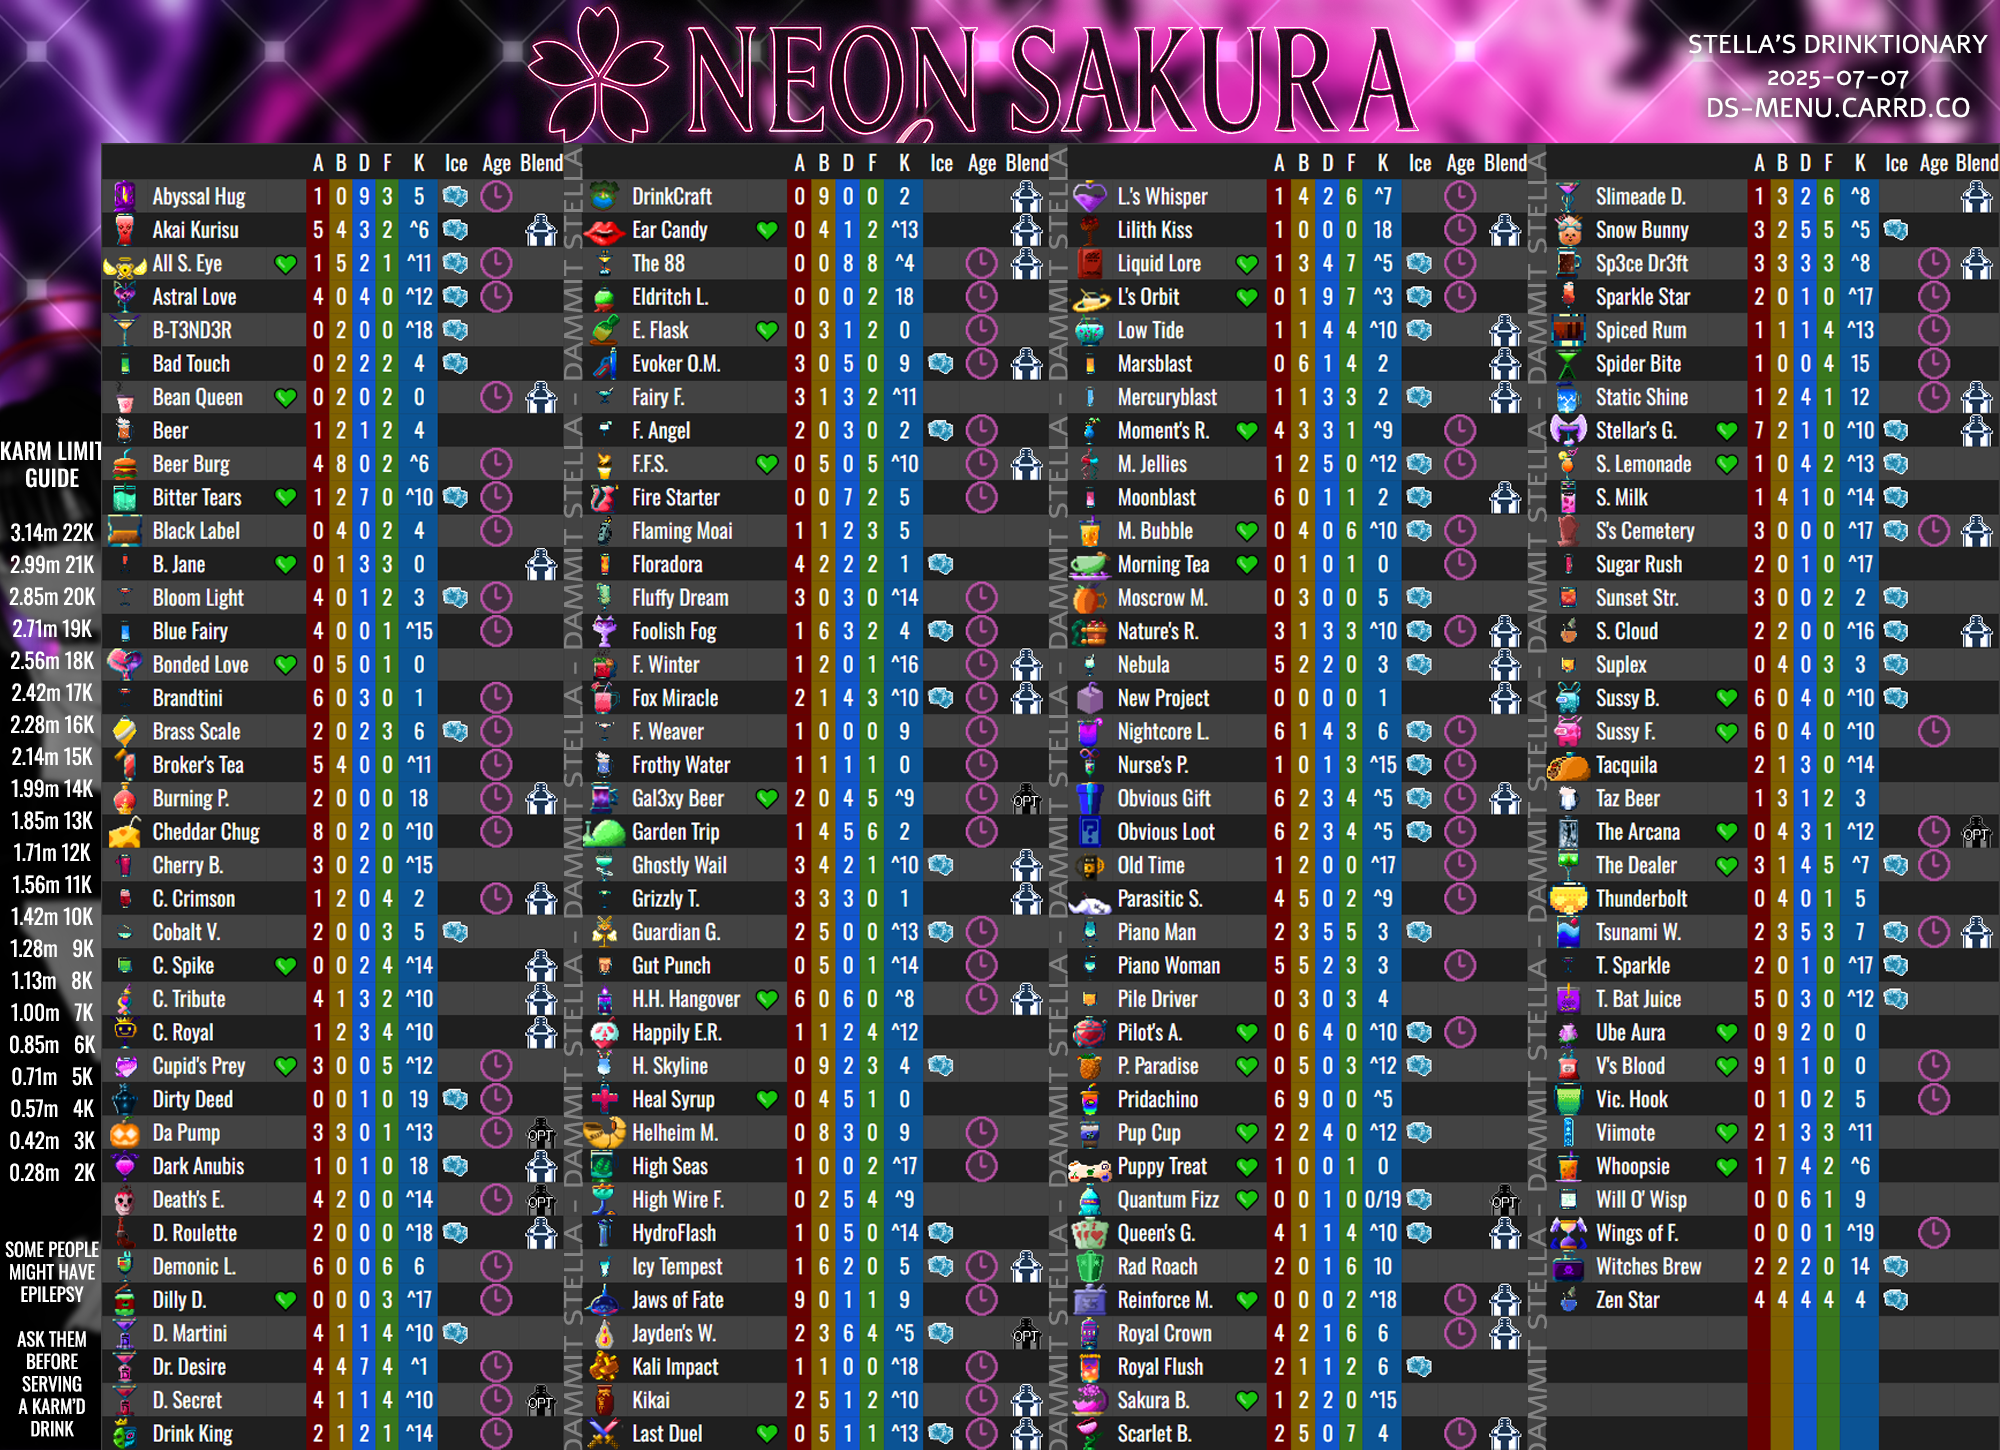 NEON SAKURA
STELLA'S DRINKTIONARY
2025-07-07
DS-MENU.CARRD.CO
KARM LIMIT
GUIDE
3.14m 22K
2.99m 21K
2.85m 20K
2.71m 19K
2.56m 18K
2.42m 17K
2.28m 16K
2.14m 15K
1.99m 14K
1.85m 13K
1.71m 12K
1.56m 11K
1.42m 10K
1.28m 9K
1.13m 8K
1.00m 7K
0.85m 6K
0.71m 5K
0.57m 4K
0.42m 3K
0.28m 2K
SOME PEOPLE
MIGHT HAVE
EPILEPSY
ASK THEM
BEFORE
SERVING
A KARM'D
DRINK
A B D F K Ice Age Blend
Abyssal Hug 1 0 9 3 5
Akai Kurisu 5 4 3 2 ^6
All S. Eye 1 5 2 1 ^11
Astral Love 4 0 4 0 ^12
B-T3ND3R 0 2 0 0 ^18
Bad Touch 0 2 2 2 4
Bean Queen 0 2 0 2 0
Beer 1 2 1 2 4
Beer Burg 4 8 0 2 ^6
Bitter Tears 1 2 7 0 ^10
Black Label 0 4 0 2 4
B. Jane 0 1 3 3 0
Bloom Light 4 0 1 2 3
Blue Fairy 4 0 0 1 ^15
Bonded Love 0 5 0 1 0
Brandtini 6 0 3 0 1
Brass Scale 2 0 2 3 6
Broker's Tea 5 4 0 0 ^11
Burning P. 2 0 0 0 18
Cheddar Chug 8 0 2 0 ^10
Cherry B. 3 0 2 0 ^15
C. Crimson 1 2 0 4 2
Cobalt V. 2 0 0 3 5
C. Spike 0 0 2 4 ^14
C. Tribute 4 1 3 2 ^10
C. Royal 1 2 3 4 ^10
Cupid's Prey 3 0 0 5 ^12
Dirty Deed 0 0 1 0 19
Da Pump 3 3 0 1 ^13 OPT
Dark Anubis 1 0 1 0 18
Death's E. 4 2 0 0 ^14 OPT
D. Roulette 2 0 0 0 ^18
Demonic L. 6 0 0 6 6
Dilly D. 0 0 0 3 ^17
D. Martini 4 1 1 4 ^10
Dr. Desire 4 4 7 4 ^1
D. Secret 4 1 1 4 ^10 OPT
Drink King 2 1 2 1 ^14
DAMMIT STELLA - DAMMIT STELLA - DAMMIT STELLA - DAMMIT STELLA - DAMMIT STELLA
A B D F K Ice Age Blend
DrinkCraft 0 9 0 0 2
Ear Candy 0 4 1 2 ^13
The 88 0 0 8 8 ^4
Eldritch L. 0 0 0 2 18
E. Flask 0 3 1 2 0
Evoker O.M. 3 0 5 0 9
Fairy F. 3 1 3 2 ^11
F. Angel 2 0 3 0 2
F.F.S. 0 5 0 5 ^10
Fire Starter 0 0 7 2 5
Flaming Moai 1 1 2 3 5
Floradora 4 2 2 2 1
Fluffy Dream 3 0 3 0 ^14
Foolish Fog 1 6 3 2 4
F. Winter 1 2 0 1 ^16
Fox Miracle 2 1 4 3 ^10
F. Weaver 1 0 0 0 9
Frothy Water 1 1 1 1 0
Gal3xy Beer 2 0 4 5 ^9 OPT
Garden Trip 1 4 5 6 2
Ghostly Wail 3 4 2 1 ^10
Grizzly T. 3 3 3 0 1
Guardian G. 2 5 0 0 ^13
Gut Punch 0 5 0 1 ^14
H.H. Hangover 6 0 6 0 ^8
Happily E.R. 1 1 2 4 ^12
H. Skyline 0 9 2 3 4
Heal Syrup 0 4 5 1 0
Helheim M. 0 8 3 0 9
High Seas 1 0 0 2 ^17
High Wire F. 0 2 5 4 ^9
HydroFlash 1 0 5 0 ^14
Icy Tempest 1 6 2 0 5
Jaws of Fate 9 0 1 1 9
Jayden's W. 2 3 6 4 ^5 OPT
Kali Impact 1 1 0 0 ^18
Kikai 2 5 1 2 ^10
Last Duel 0 5 1 1 ^13
DAMMIT STELLA - DAMMIT STELLA - DAMMIT STELLA - DAMMIT STELLA - DAMMIT STELLA
A B D F K Ice Age Blend
L.'s Whisper 1 4 2 6 ^7
Lilith Kiss 1 0 0 0 18
Liquid Lore 1 3 4 7 ^5
L's Orbit 0 1 9 7 ^3
Low Tide 1 1 4 4 ^10
Marsblast 0 6 1 4 2
Mercuryblast 1 1 3 3 2
Moment's R. 4 3 3 1 ^9
M. Jellies 1 2 5 0 ^12
Moonblast 6 0 1 1 2
M. Bubble 0 4 0 6 ^10
Morning Tea 0 1 0 1 0
Moscrow M. 0 3 0 0 5
Nature's R. 3 1 3 3 ^10
Nebula 5 2 2 0 3
New Project 0 0 0 0 1
Nightcore L. 6 1 4 3 6
Nurse's P. 1 0 1 3 ^15
Obvious Gift 6 2 3 4 ^5
Obvious Loot 6 2 3 4 ^5
Old Time 1 2 0 0 ^17
Parasitic S. 4 5 0 2 ^9
Piano Man 2 3 5 5 3
Piano Woman 5 5 2 3 3
Pile Driver 0 3 0 3 4
Pilot's A. 0 6 4 0 ^10
P. Paradise 0 5 0 3 ^12
Pridachino 6 9 0 0 ^5
Pup Cup 2 2 4 0 ^12
Puppy Treat 1 0 0 1 0
Quantum Fizz 0 0 1 0 0/19 OPT
Queen's G. 4 1 1 4 ^10
Rad Roach 2 0 1 6 10
Reinforce M. 0 0 0 2 ^18
Royal Crown 4 2 1 6 6
Royal Flush 2 1 1 2 6
Sakura B. 1 2 2 0 ^15
Scarlet B. 2 5 0 7 4
DAMMIT STELLA - DAMMIT STELLA - DAMMIT STELLA - DAMMIT STELLA - DAMMIT STELLA
A B D F K Ice Age Blend
Slimeade D. 1 3 2 6 ^8
Snow Bunny 3 2 5 5 ^5
Sp3ce Dr3ft 3 3 3 3 ^8
Sparkle Star 2 0 1 0 ^17
Spiced Rum 1 1 1 4 ^13
Spider Bite 1 0 0 4 15
Static Shine 1 2 4 1 12
Stellar's G. 7 2 1 0 ^10
S. Lemonade 1 0 4 2 ^13
S. Milk 1 4 1 0 ^14
S's Cemetery 3 0 0 0 ^17
Sugar Rush 2 0 1 0 ^17
Sunset Str. 3 0 0 2 2
S. Cloud 2 2 0 0 ^16
Suplex 0 4 0 3 3
Sussy B. 6 0 4 0 ^10
Sussy F. 6 0 4 0 ^10
Tacquila 2 1 3 0 ^14
Taz Beer 1 3 1 2 3
The Arcana 0 4 3 1 ^12 OPT
The Dealer 3 1 4 5 ^7
Thunderbolt 0 4 0 1 5
Tsunami W. 2 3 5 3 7
T. Sparkle 2 0 1 0 ^17
T. Bat Juice 5 0 3 0 ^12
Ube Aura 0 9 2 0 0
V's Blood 9 1 1 0 0
Vic. Hook 0 1 0 2 5
Viimote 2 1 3 3 ^11
Whoopsie 1 7 4 2 ^6
Will O' Wisp 0 0 6 1 9
Wings of F. 0 0 0 1 ^19
Witches Brew 2 2 2 0 14
Zen Star 4 4 4 4 4